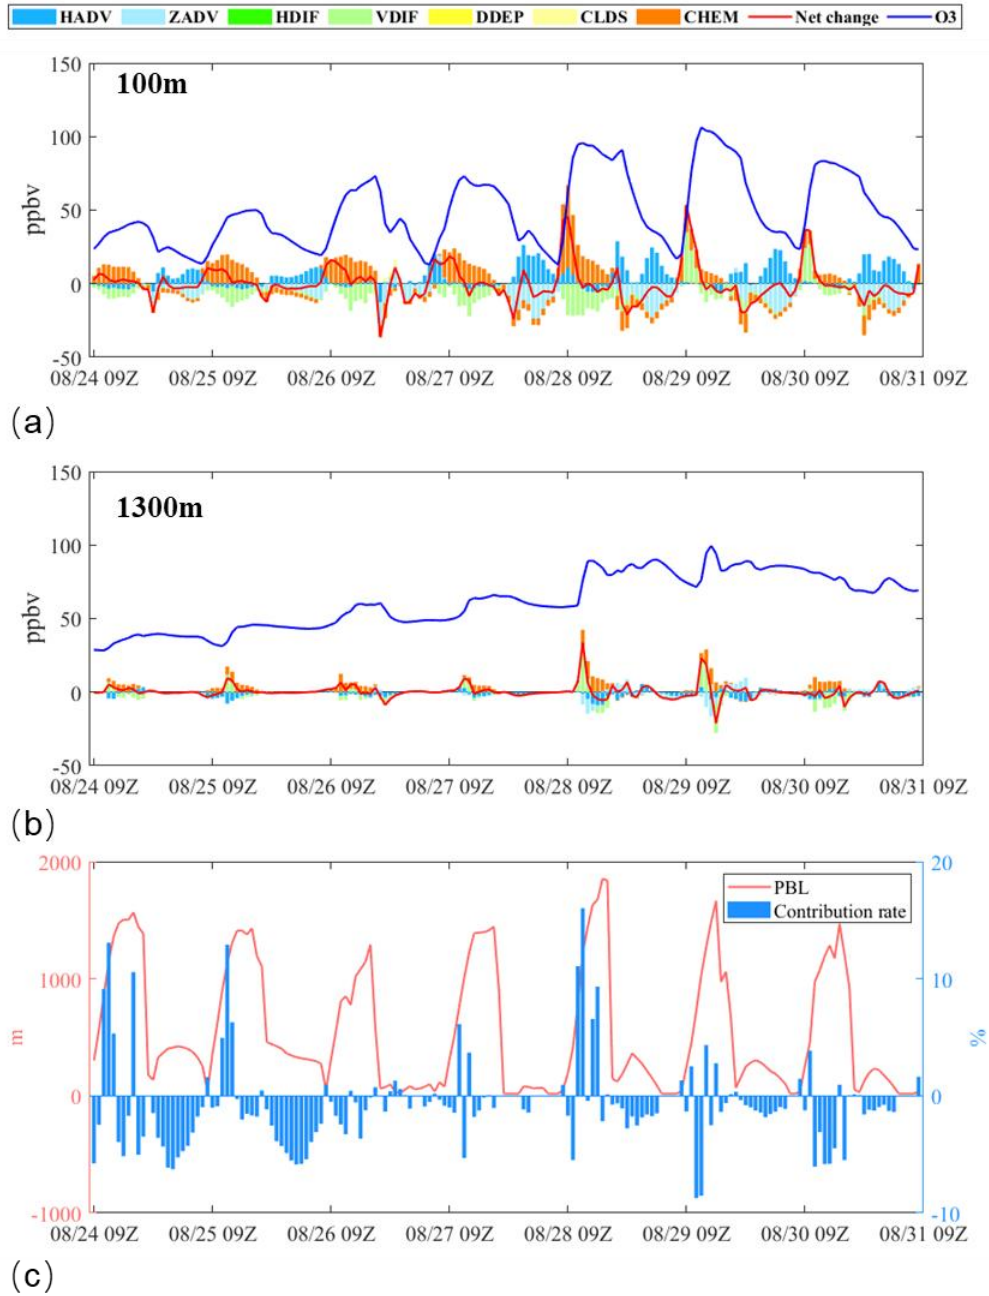 HADV ZADV HDIF VDIF DDEP CLDS CHEM Net change O3
150
100m
100
ppbv
50
0
-50
08/24 09Z 08/25 09Z 08/26 09Z 08/27 09Z 08/28 09Z 08/29 09Z 08/30 09Z 08/31 09Z
(a)
150
1300m
100
ppbv
50
0
-50
08/24 09Z 08/25 09Z 08/26 09Z 08/27 09Z 08/28 09Z 08/29 09Z 08/30 09Z 08/31 09Z
(b)
2000 20
PBL
Contribution rate
1000 10
m %
0 0
-1000 -10
08/24 09Z 08/25 09Z 08/26 09Z 08/27 09Z 08/28 09Z 08/29 09Z 08/30 09Z 08/31 09Z
(c)